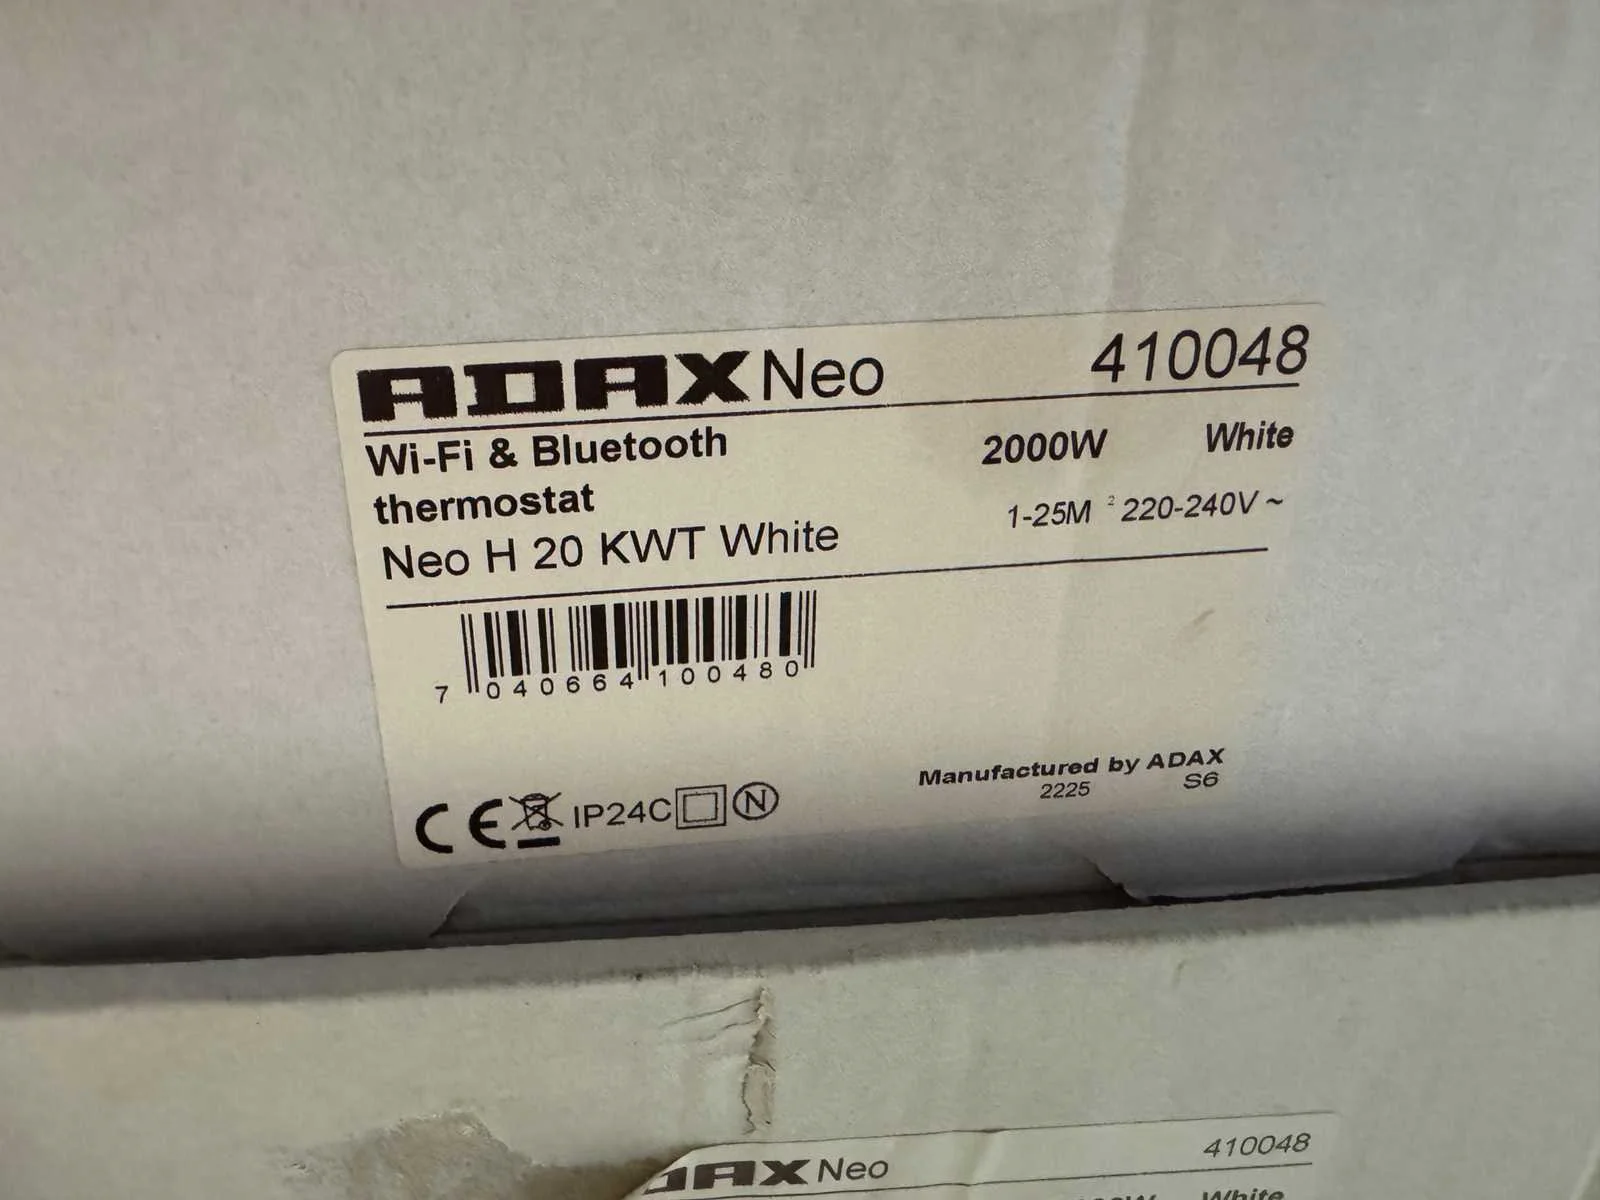 ADAX Neo 410048
Wi-Fi & Bluetooth thermostat 2000W White
Neo H 20 KWT White 1-25M ² 220-240V ~
7 040664 100480
Manufactured by ADAX
2225 S6
CE IP24C N
ADAX Neo 410048
White